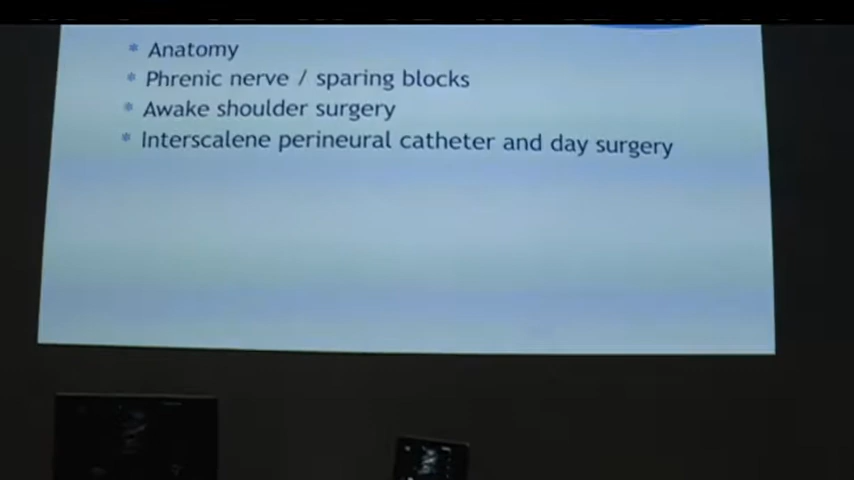 * Anatomy
* Phrenic nerve / sparing blocks
* Awake shoulder surgery
* Interscalene perineural catheter and day surgery